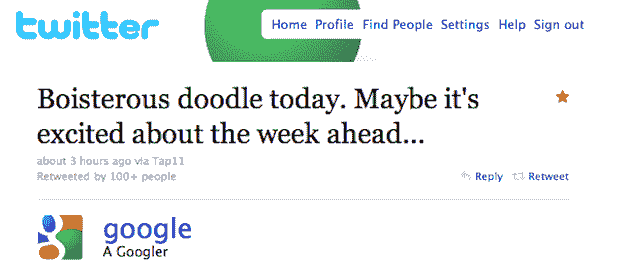 twitter
Home Profile Find People Settings Help Sign out
Boisterous doodle today. Maybe it's
excited about the week ahead...
about 3 hours ago via Tap11
Retweeted by 100+ people
Reply Retweet
google
A Googler